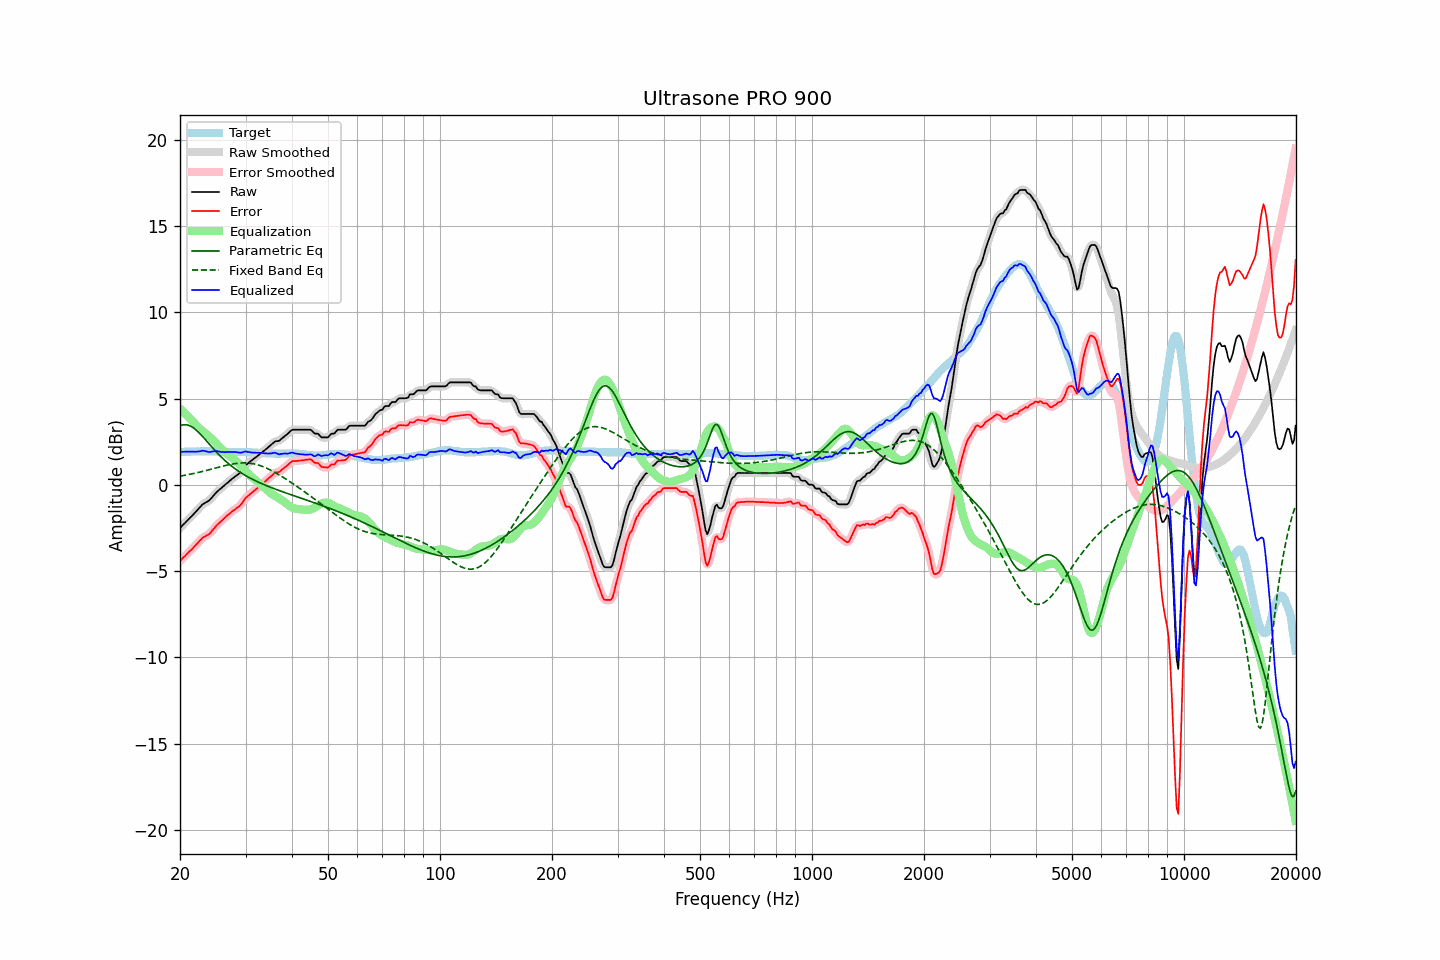 Ultrasone PRO 900
Target
Raw Smoothed
Error Smoothed
Raw
Error
Equalization
Parametric Eq
Fixed Band Eq
Equalized
Amplitude (dBr)
20
15
10
5
0
−5
−10
−15
−20
20 50 100 200 500 1000 2000 5000 10000 20000
Frequency (Hz)